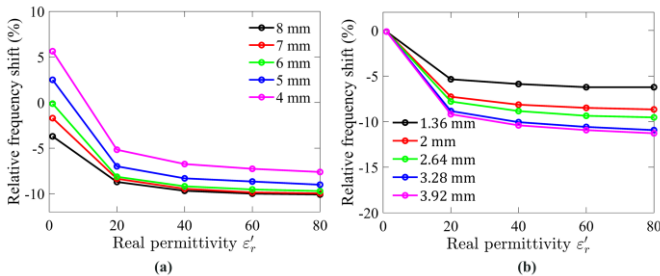 Relative frequency shift (%)
10
5
0
-5
-10
8 mm
7 mm
6 mm
5 mm
4 mm
0
20
40
60
80
Real permittivity ε′r
(a)
Relative frequency shift (%)
0
-5
-10
-15
-20
1.36 mm
2 mm
2.64 mm
3.28 mm
3.92 mm
0
20
40
60
80
Real permittivity ε′r
(b)